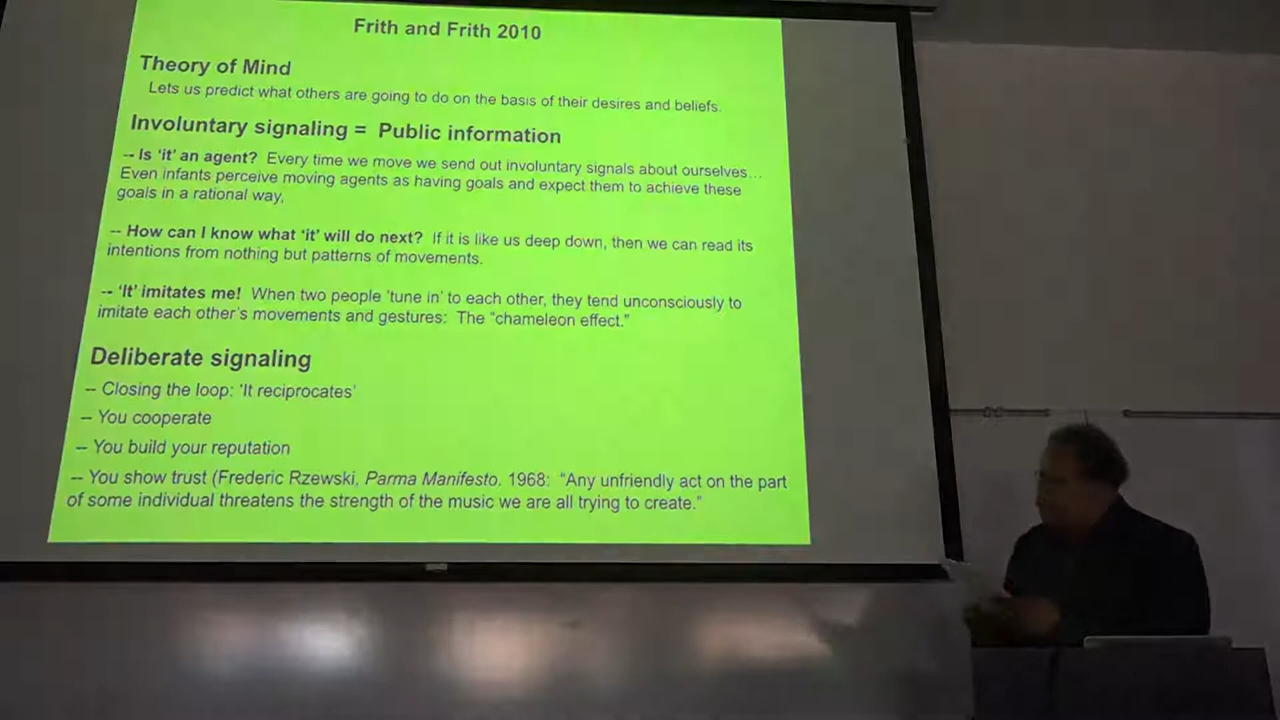 Frith and Frith 2010
Theory of Mind
Lets us predict what others are going to do on the basis of their desires and beliefs.
Involuntary signaling = Public information
-- Is 'it' an agent? Every time we move we send out involuntary signals about ourselves...
Even infants perceive moving agents as having goals and expect them to achieve these
goals in a rational way,
-- How can I know what 'it' will do next? If it is like us deep down, then we can read its
intentions from nothing but patterns of movements.
-- 'It' imitates me! When two people 'tune in' to each other, they tend unconsciously to
imitate each other's movements and gestures: The "chameleon effect."
Deliberate signaling
-- Closing the loop: 'It reciprocates'
-- You cooperate
-- You build your reputation
-- You show trust (Frederic Rzewski, Parma Manifesto. 1968: "Any unfriendly act on the part
of some individual threatens the strength of the music we are all trying to create."